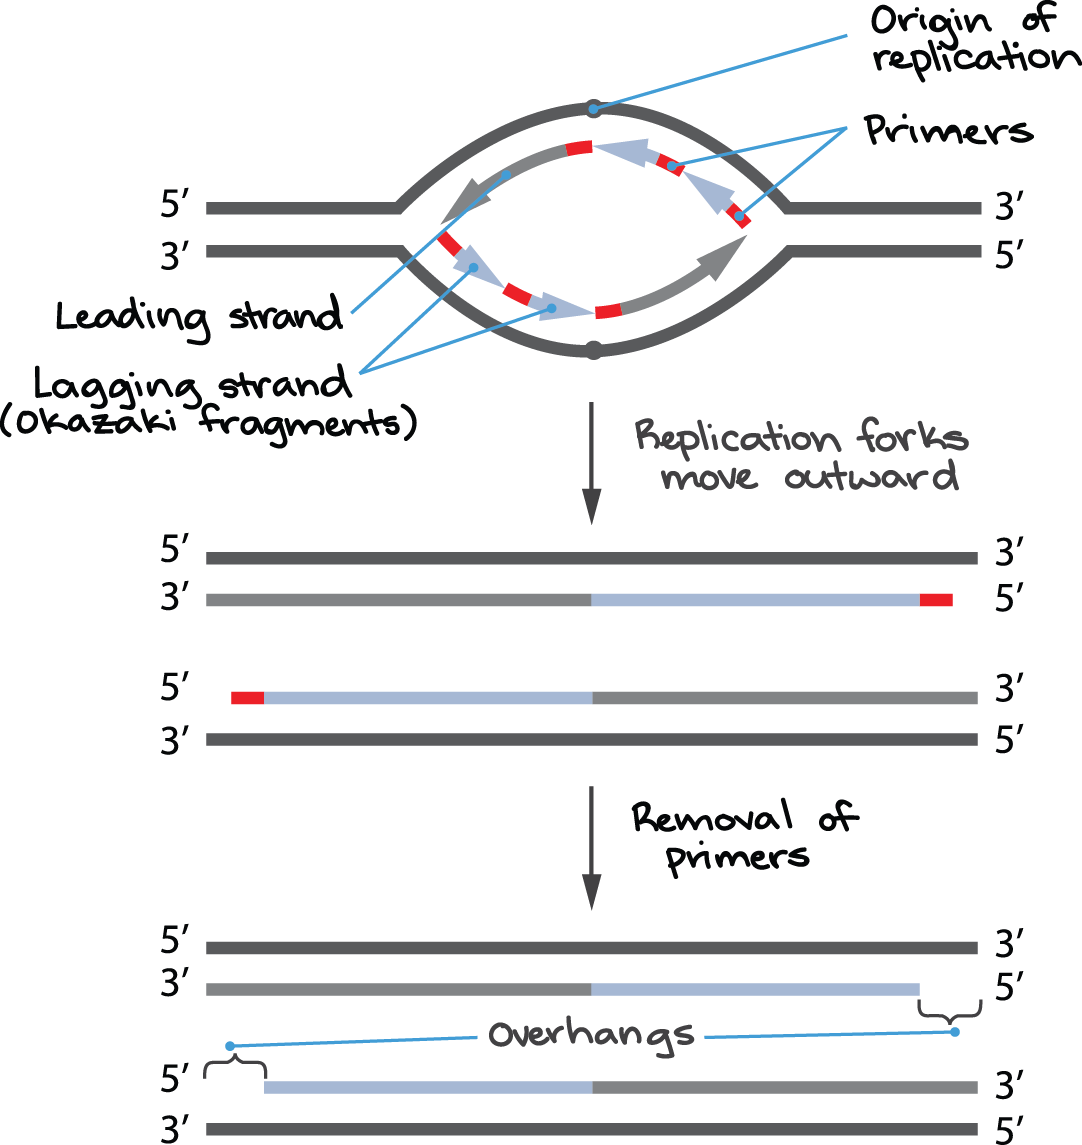 Origin of
replication
Primers
5' 3'
3' 5'
Leading strand
Lagging strand
(Okazaki fragments)
Replication forks
move outward
5' 3'
3' 5'
5' 3'
3' 5'
Removal of
primers
5' 3'
3' 5'
Overhangs
5' 3'
3' 5'